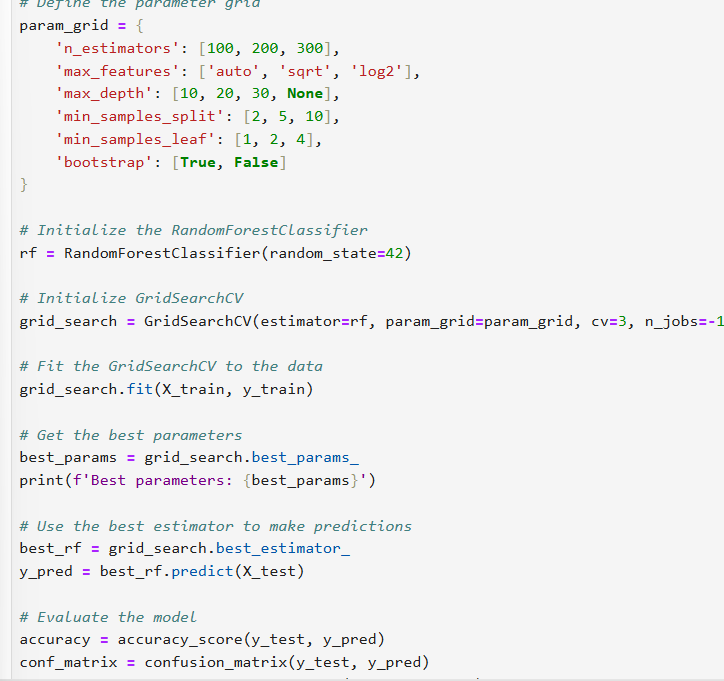 # Define the parameter grid
param_grid = {
    'n_estimators': [100, 200, 300],
    'max_features': ['auto', 'sqrt', 'log2'],
    'max_depth': [10, 20, 30, None],
    'min_samples_split': [2, 5, 10],
    'min_samples_leaf': [1, 2, 4],
    'bootstrap': [True, False]
}
# Initialize the RandomForestClassifier
rf = RandomForestClassifier(random_state=42)
# Initialize GridSearchCV
grid_search = GridSearchCV(estimator=rf, param_grid=param_grid, cv=3, n_jobs=-1
# Fit the GridSearchCV to the data
grid_search.fit(X_train, y_train)
# Get the best parameters
best_params = grid_search.best_params_
print(f'Best parameters: {best_params}')
# Use the best estimator to make predictions
best_rf = grid_search.best_estimator_
y_pred = best_rf.predict(X_test)
# Evaluate the model
accuracy = accuracy_score(y_test, y_pred)
conf_matrix = confusion_matrix(y_test, y_pred)